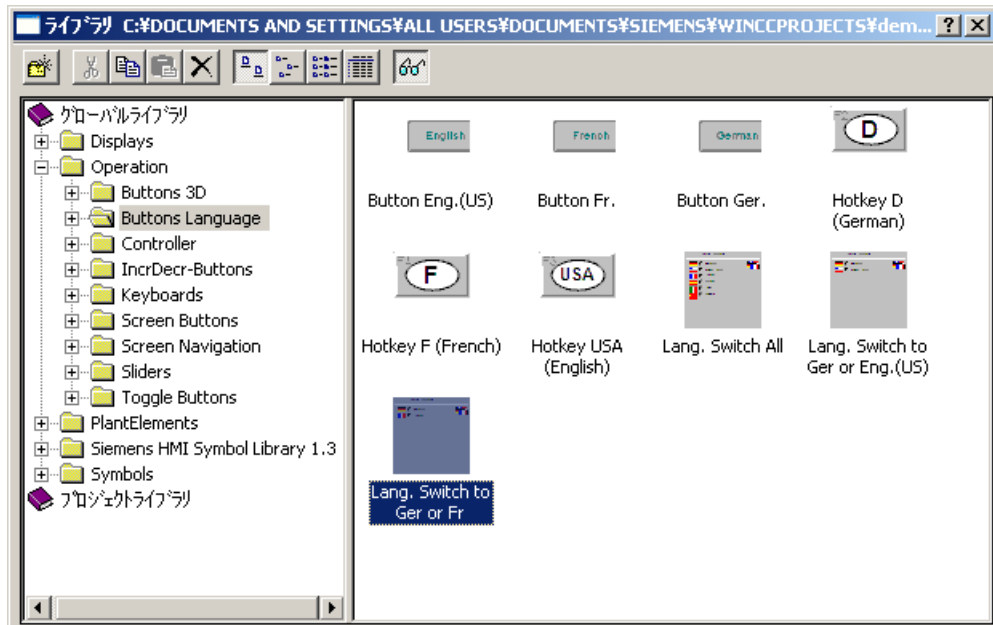 ライブラリ C:¥DOCUMENTS AND SETTINGS¥ALL USERS¥DOCUMENTS¥SIEMENS¥WINCCPROJECTS¥dem...
グローバルライブラリ
Displays
Operation
Buttons 3D
Buttons Language
Controller
IncrDecr-Buttons
Keyboards
Screen Buttons
Screen Navigation
Sliders
Toggle Buttons
PlantElements
Siemens HMI Symbol Library 1.3
Symbols
プロジェクトライブラリ
English
French
German
D
Button Eng.(US)
Button Fr.
Button Ger.
Hotkey D
(German)
F
USA
Hotkey F (French)
Hotkey USA
(English)
Lang. Switch All
Lang. Switch to
Ger or Eng.(US)
Lang. Switch to
Ger or Fr